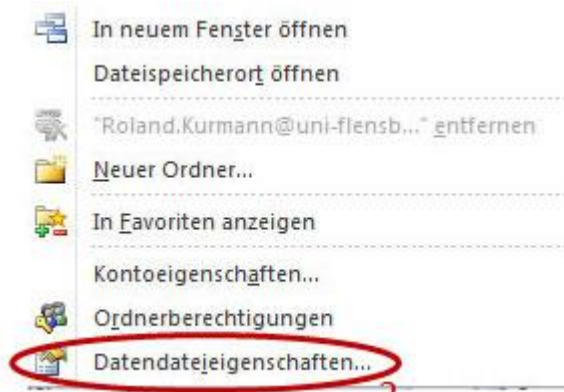 In neuem Fenster öffnen
Dateispeicherort öffnen
"Roland.Kurmann@uni-flensb..." entfernen
Neuer Ordner...
In Favoriten anzeigen
Kontoeigenschaften...
Ordnerberechtigungen
Datendateieigenschaften...